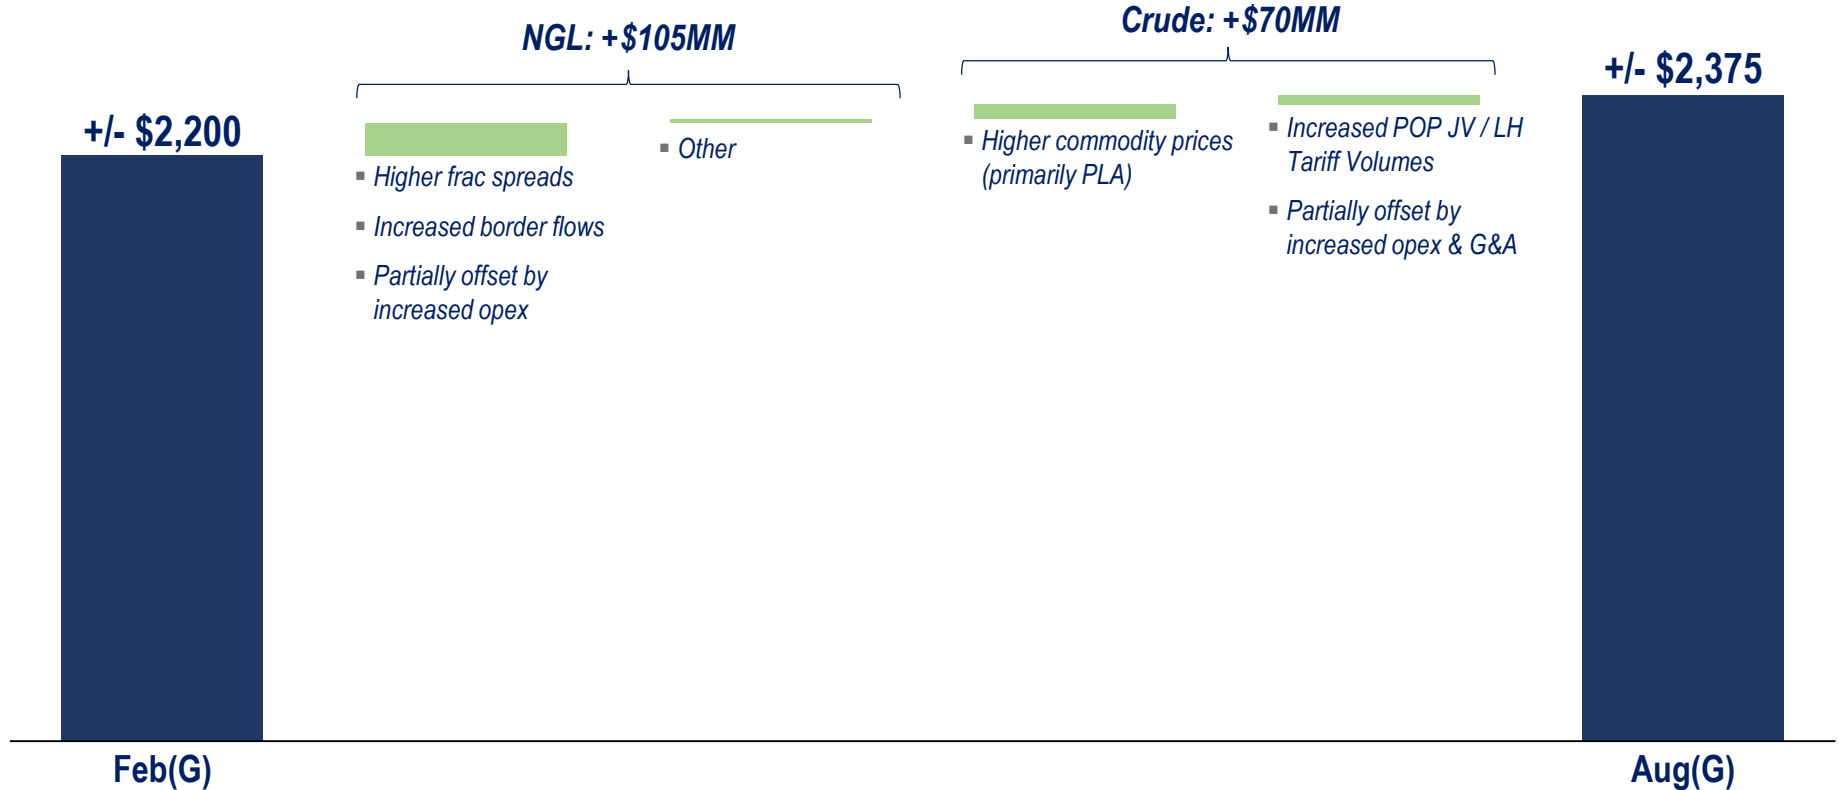 NGL: +$105MM
Crude: +$70MM
+/- $2,200
+/- $2,375
▪ Higher frac spreads
▪ Increased border flows
▪ Partially offset by
increased opex
▪ Other
▪ Higher commodity prices
(primarily PLA)
▪ Increased POP JV / LH
Tariff Volumes
▪ Partially offset by
increased opex & G&A
Feb(G)
Aug(G)